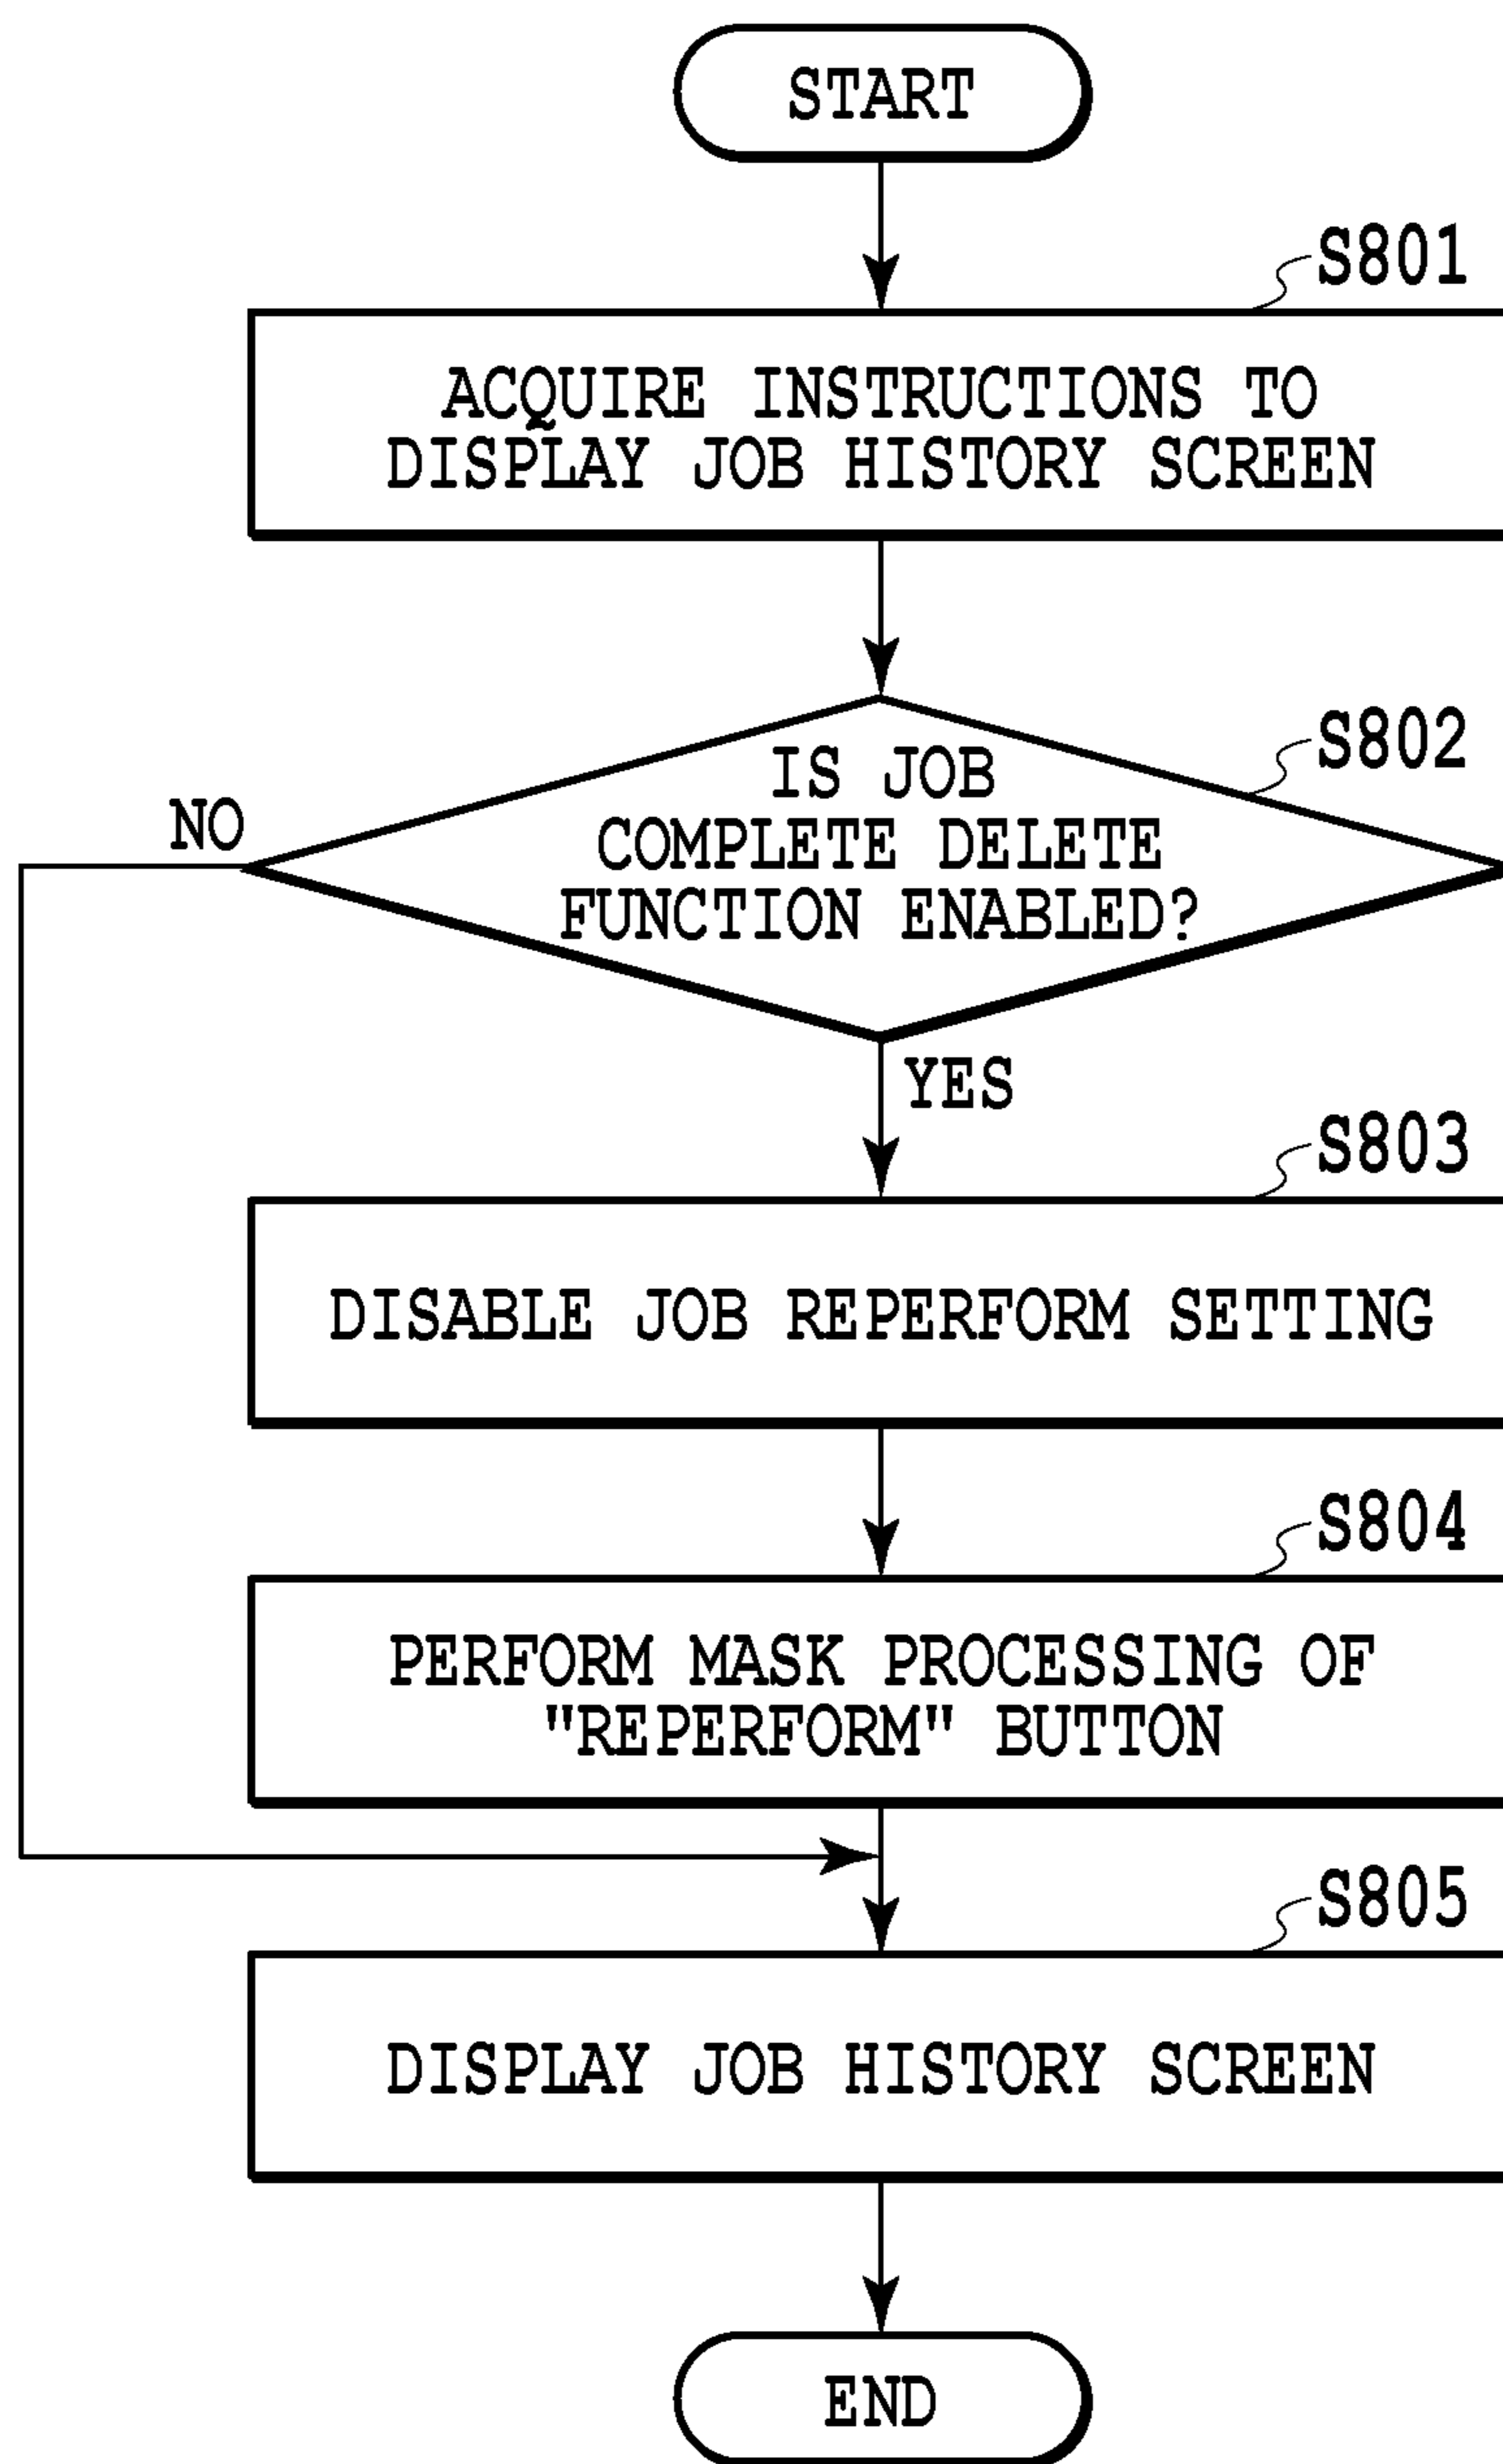 START
S801
ACQUIRE INSTRUCTIONS TO
DISPLAY JOB HISTORY SCREEN
S802
IS JOB
COMPLETE DELETE
FUNCTION ENABLED?
NO
YES
S803
DISABLE JOB REPERFORM SETTING
S804
PERFORM MASK PROCESSING OF
"REPERFORM" BUTTON
S805
DISPLAY JOB HISTORY SCREEN
END